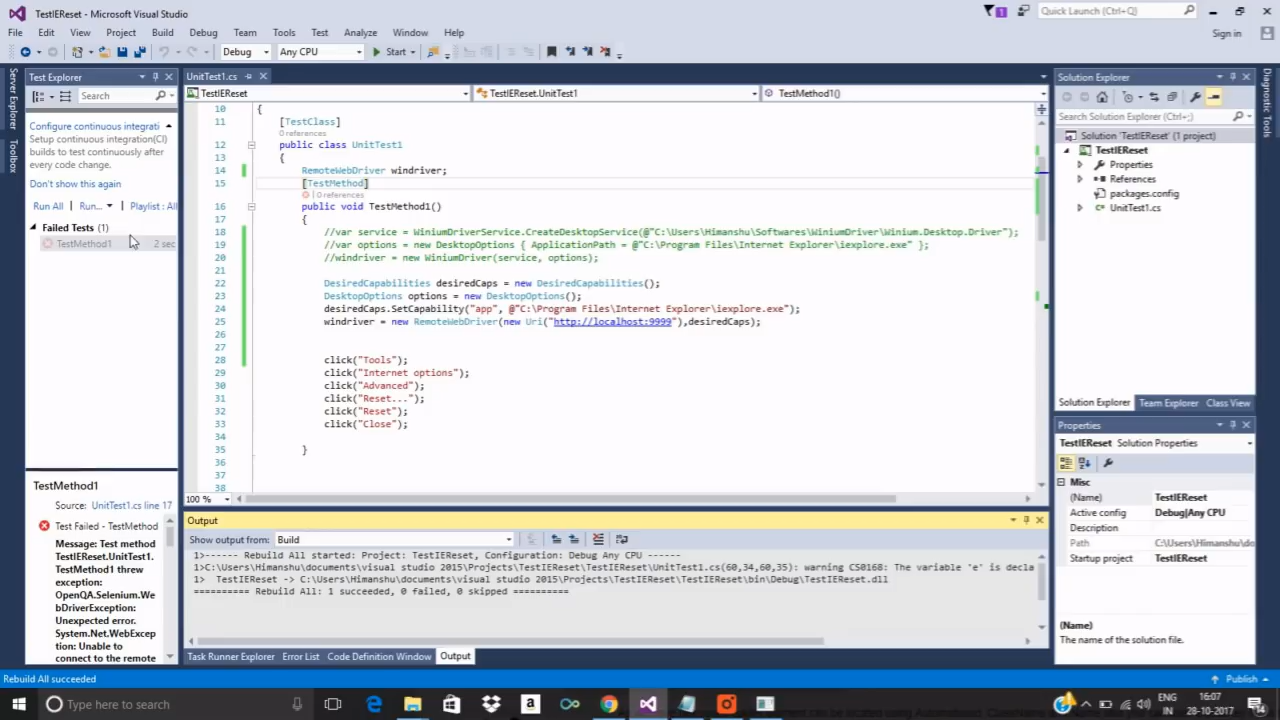 TestIEReset - Microsoft Visual Studio
1
Quick Launch (Ctrl+Q)
File Edit View Project Build Debug Team Tools Test Analyze Window Help
Sign in
Debug Any CPU Start
Server Explorer
Toolbox
Test Explorer
Search
Configure continuous integrati
Setup continuous integration(CI)
builds to test continuously after
every code change.
Don't show this again
Run All Run... Playlist : All
Failed Tests (1)
TestMethod1 2 sec
TestMethod1
Source: UnitTest1.cs line 17
Test Failed - TestMethod
Message: Test method
TestIEReset.UnitTest1.
TestMethod1 threw
exception:
OpenQA.Selenium.We
bDriverException:
Unexpected error.
System.Net.WebExcep
tion: Unable to
connect to the remote
UnitTest1.cs
TestIEReset TestIEReset.UnitTest1 TestMethod1()
10 {
11 [TestClass]
0 references
12 public class UnitTest1
13 {
14 RemoteWebDriver windriver;
15 [TestMethod]
0 references
16 public void TestMethod1()
17 {
18 //var service = WiniumDriverService.CreateDesktopService(@"C:\Users\Himanshu\Softwares\WiniumDriver\Winium.Desktop.Driver");
19 //var options = new DesktopOptions { ApplicationPath = @"C:\Program Files\Internet Explorer\iexplore.exe" };
20 //windriver = new WiniumDriver(service, options);
21
22 DesiredCapabilities desiredCaps = new DesiredCapabilities();
23 DesktopOptions options = new DesktopOptions();
24 desiredCaps.SetCapability("app", @"C:\Program Files\Internet Explorer\iexplore.exe");
25 windriver = new RemoteWebDriver(new Uri("http://localhost:9999"),desiredCaps);
26
27
28 click("Tools");
29 click("Internet options");
30 click("Advanced");
31 click("Reset...");
32 click("Reset");
33 click("Close");
34
35 }
36
37
38
100 %
Output
Show output from: Build
1>------ Rebuild All started: Project: TestIEReset, Configuration: Debug Any CPU ------
1>C:\Users\Himanshu\documents\visual studio 2015\Projects\TestIEReset\TestIEReset\UnitTest1.cs(60,34,60,35): warning CS0168: The variable 'e' is decla
1> TestIEReset -> C:\Users\Himanshu\documents\visual studio 2015\Projects\TestIEReset\TestIEReset\bin\Debug\TestIEReset.dll
========== Rebuild All: 1 succeeded, 0 failed, 0 skipped ==========
Task Runner Explorer Error List Code Definition Window Output
Solution Explorer
Search Solution Explorer (Ctrl+;)
Solution 'TestIEReset' (1 project)
TestIEReset
Properties
References
packages.config
UnitTest1.cs
Solution Explorer Team Explorer Class View
Properties
TestIEReset Solution Properties
Misc
(Name) TestIEReset
Active config Debug|Any CPU
Description
Path C:\Users\Himanshu\do
Startup project TestIEReset
(Name)
The name of the solution file.
Diagnostic Tools
Rebuild All succeeded
Publish
Type here to search
ENG
IN
16:07
28-10-2017
14